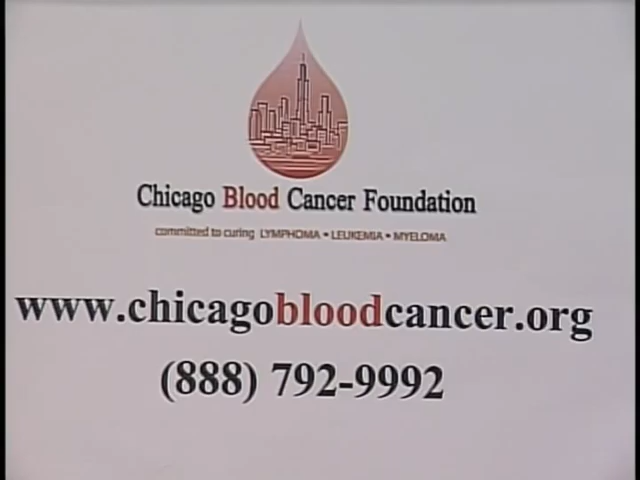 Chicago Blood Cancer Foundation
committed to curing LYMPHOMA • LEUKEMIA • MYELOMA
www.chicagobloodcancer.org
(888) 792-9992